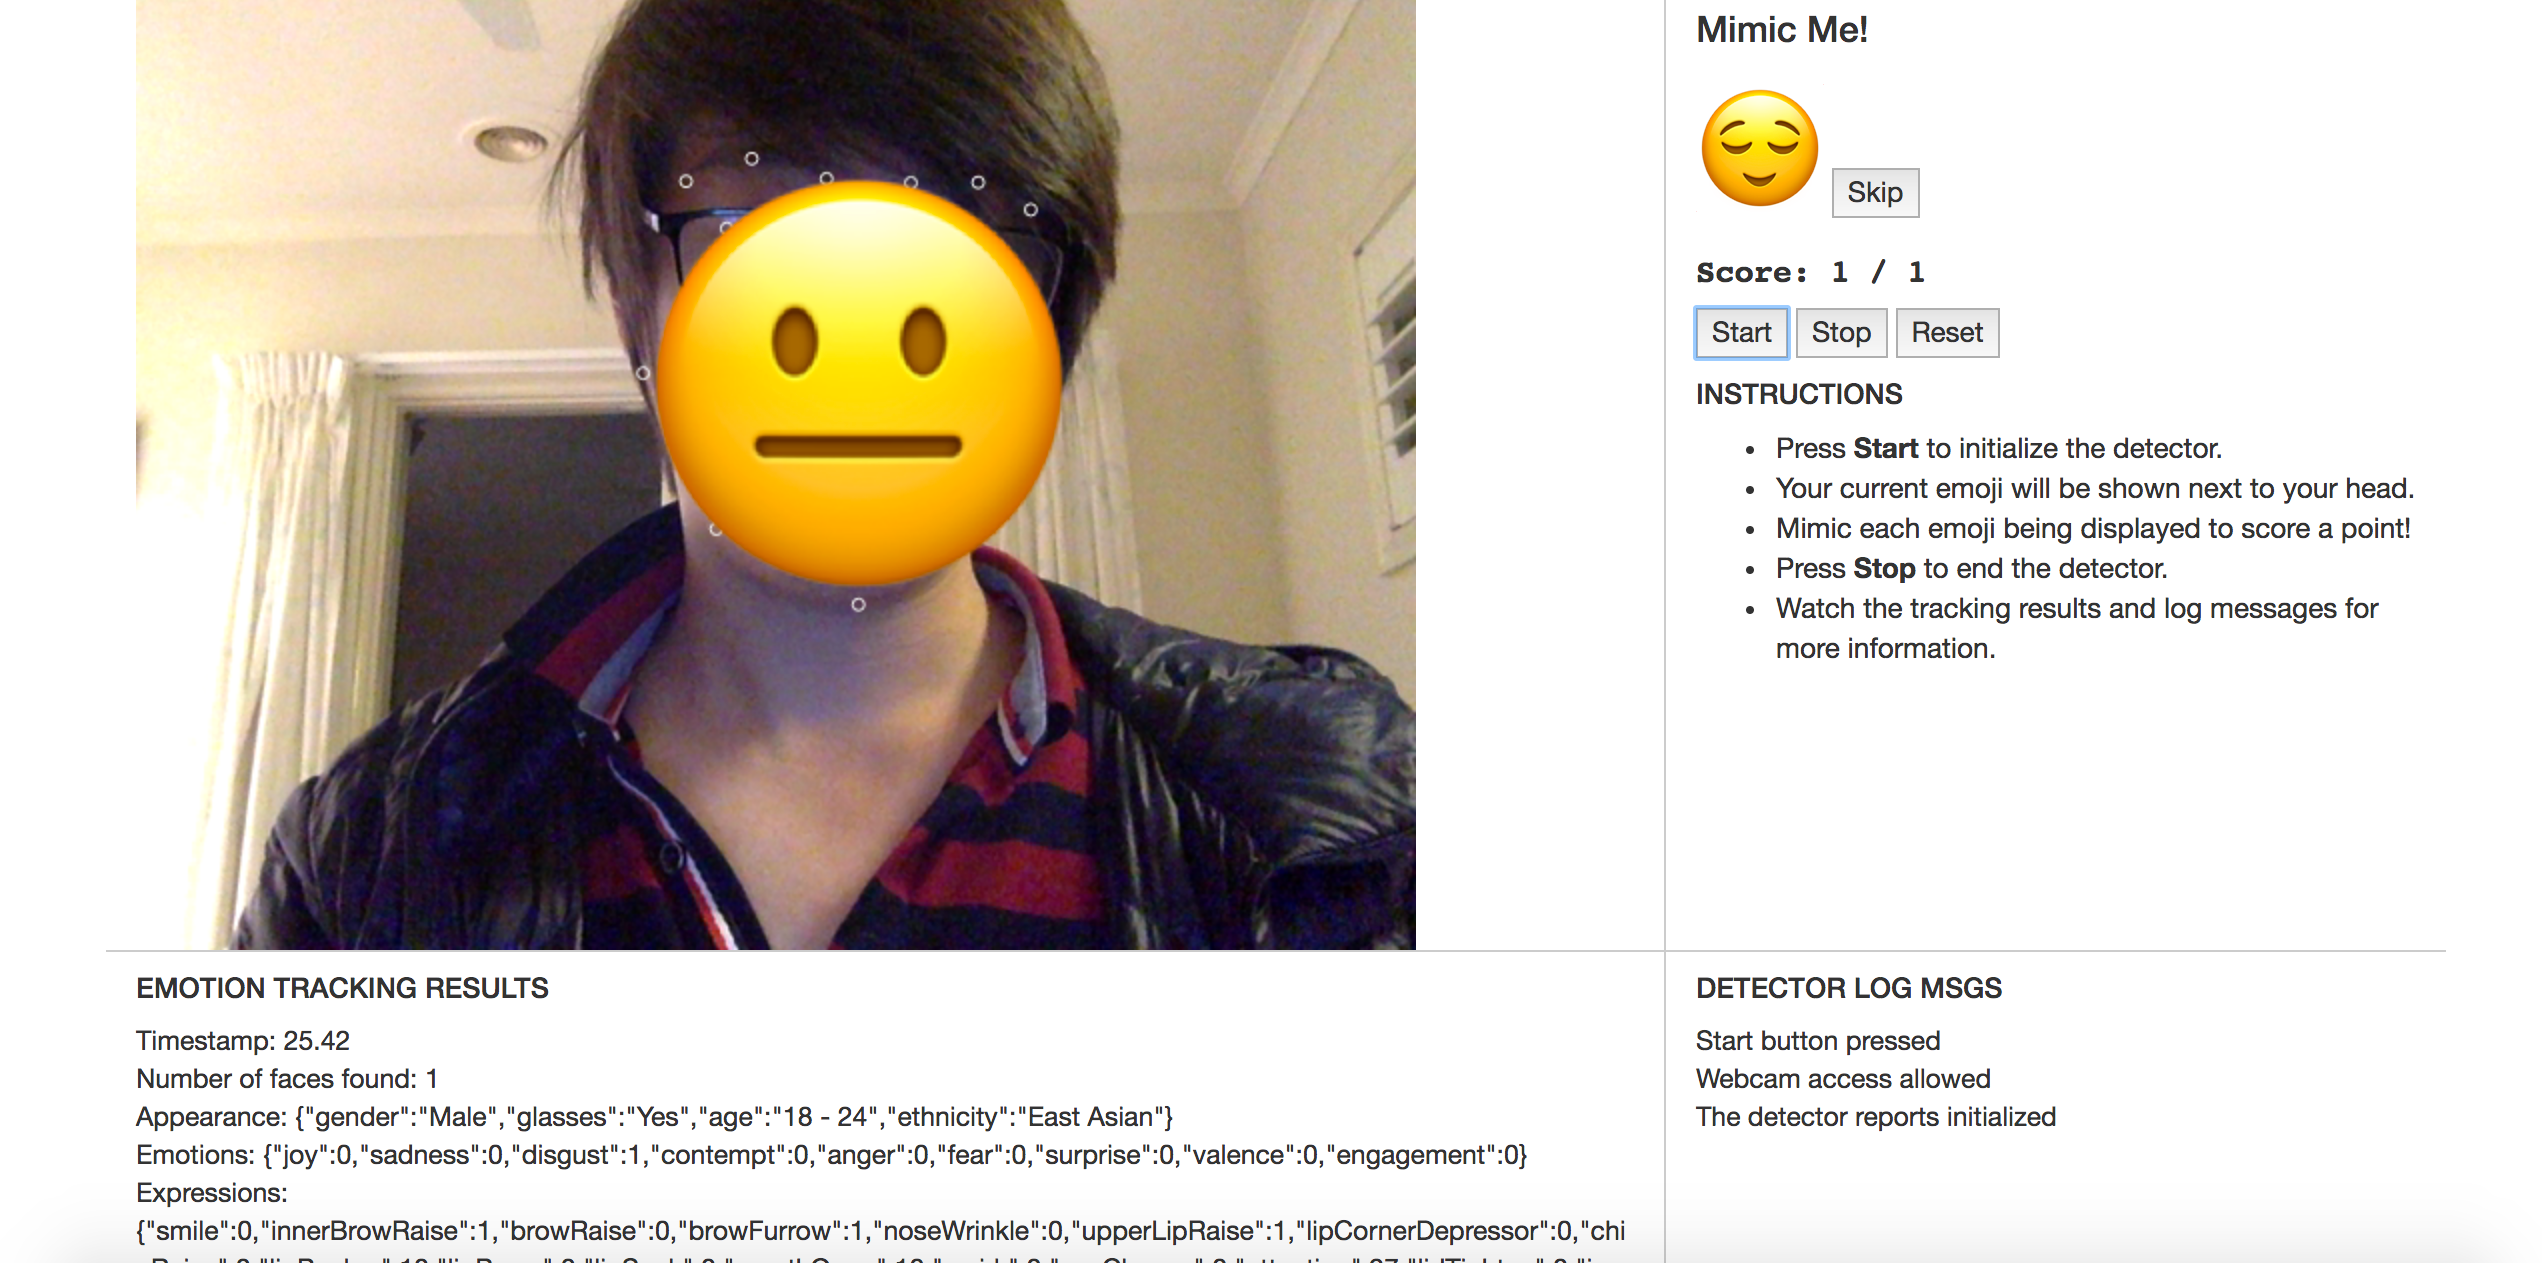 Mimic Me!
Skip
Score: 1 / 1
Start Stop Reset
INSTRUCTIONS
• Press Start to initialize the detector.
• Your current emoji will be shown next to your head.
• Mimic each emoji being displayed to score a point!
• Press Stop to end the detector.
• Watch the tracking results and log messages for
more information.
EMOTION TRACKING RESULTS
Timestamp: 25.42
Number of faces found: 1
Appearance: {"gender":"Male","glasses":"Yes","age":"18 - 24","ethnicity":"East Asian"}
Emotions: {"joy":0,"sadness":0,"disgust":1,"contempt":0,"anger":0,"fear":0,"surprise":0,"valence":0,"engagement":0}
Expressions:
{"smile":0,"innerBrowRaise":1,"browRaise":0,"browFurrow":1,"noseWrinkle":0,"upperLipRaise":1,"lipCornerDepressor":0,"chi
DETECTOR LOG MSGS
Start button pressed
Webcam access allowed
The detector reports initialized